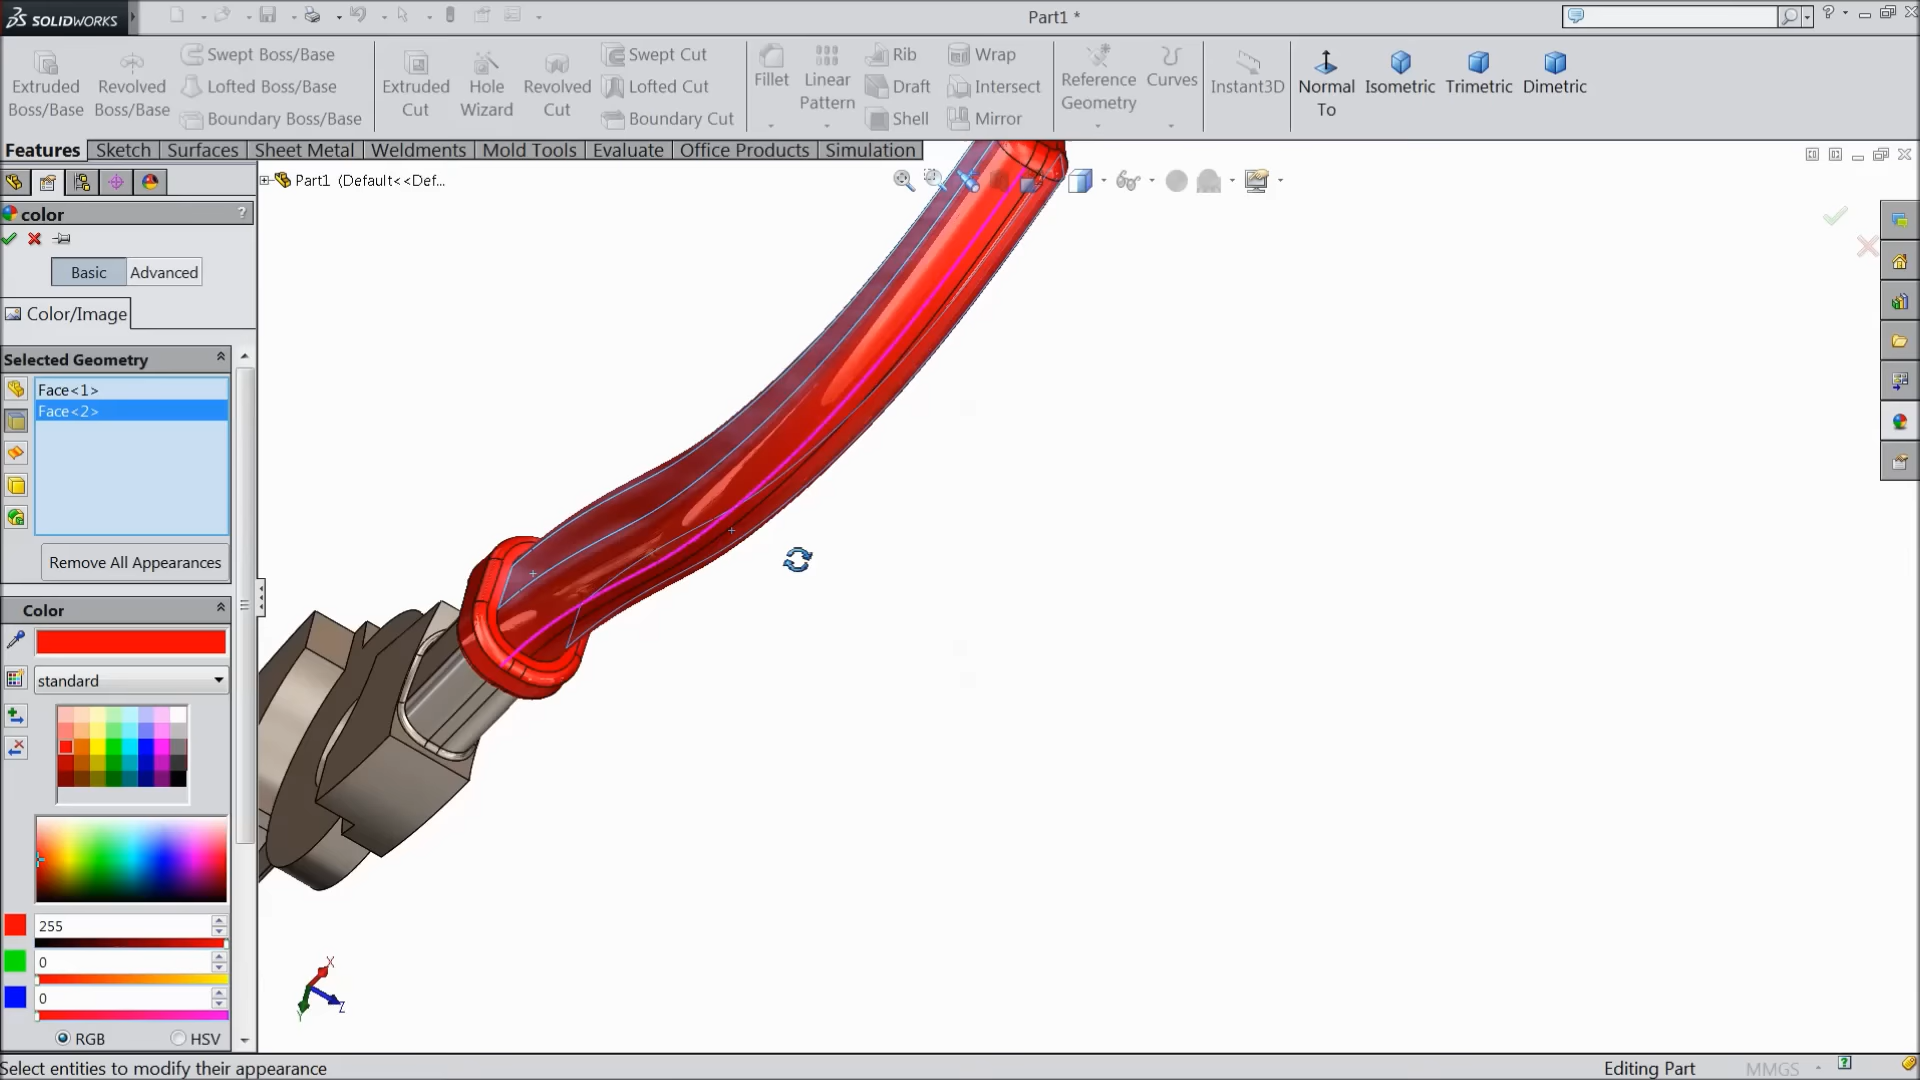 SOLIDWORKS
Part1 *
Extruded Boss/Base
Revolved Boss/Base
Swept Boss/Base
Lofted Boss/Base
Boundary Boss/Base
Extruded Cut
Hole Wizard
Revolved Cut
Swept Cut
Lofted Cut
Boundary Cut
Fillet
Linear Pattern
Rib
Draft
Shell
Wrap
Intersect
Mirror
Reference Geometry
Curves
Instant3D
Normal To
Isometric
Trimetric
Dimetric
Features
Sketch
Surfaces
Sheet Metal
Weldments
Mold Tools
Evaluate
Office Products
Simulation
Part1 (Default<<Def...
color
?
Basic
Advanced
Color/Image
Selected Geometry
Face<1>
Face<2>
Remove All Appearances
Color
standard
255
0
0
RGB
HSV
X
Y
Z
Select entities to modify their appearance
Editing Part
MMGS